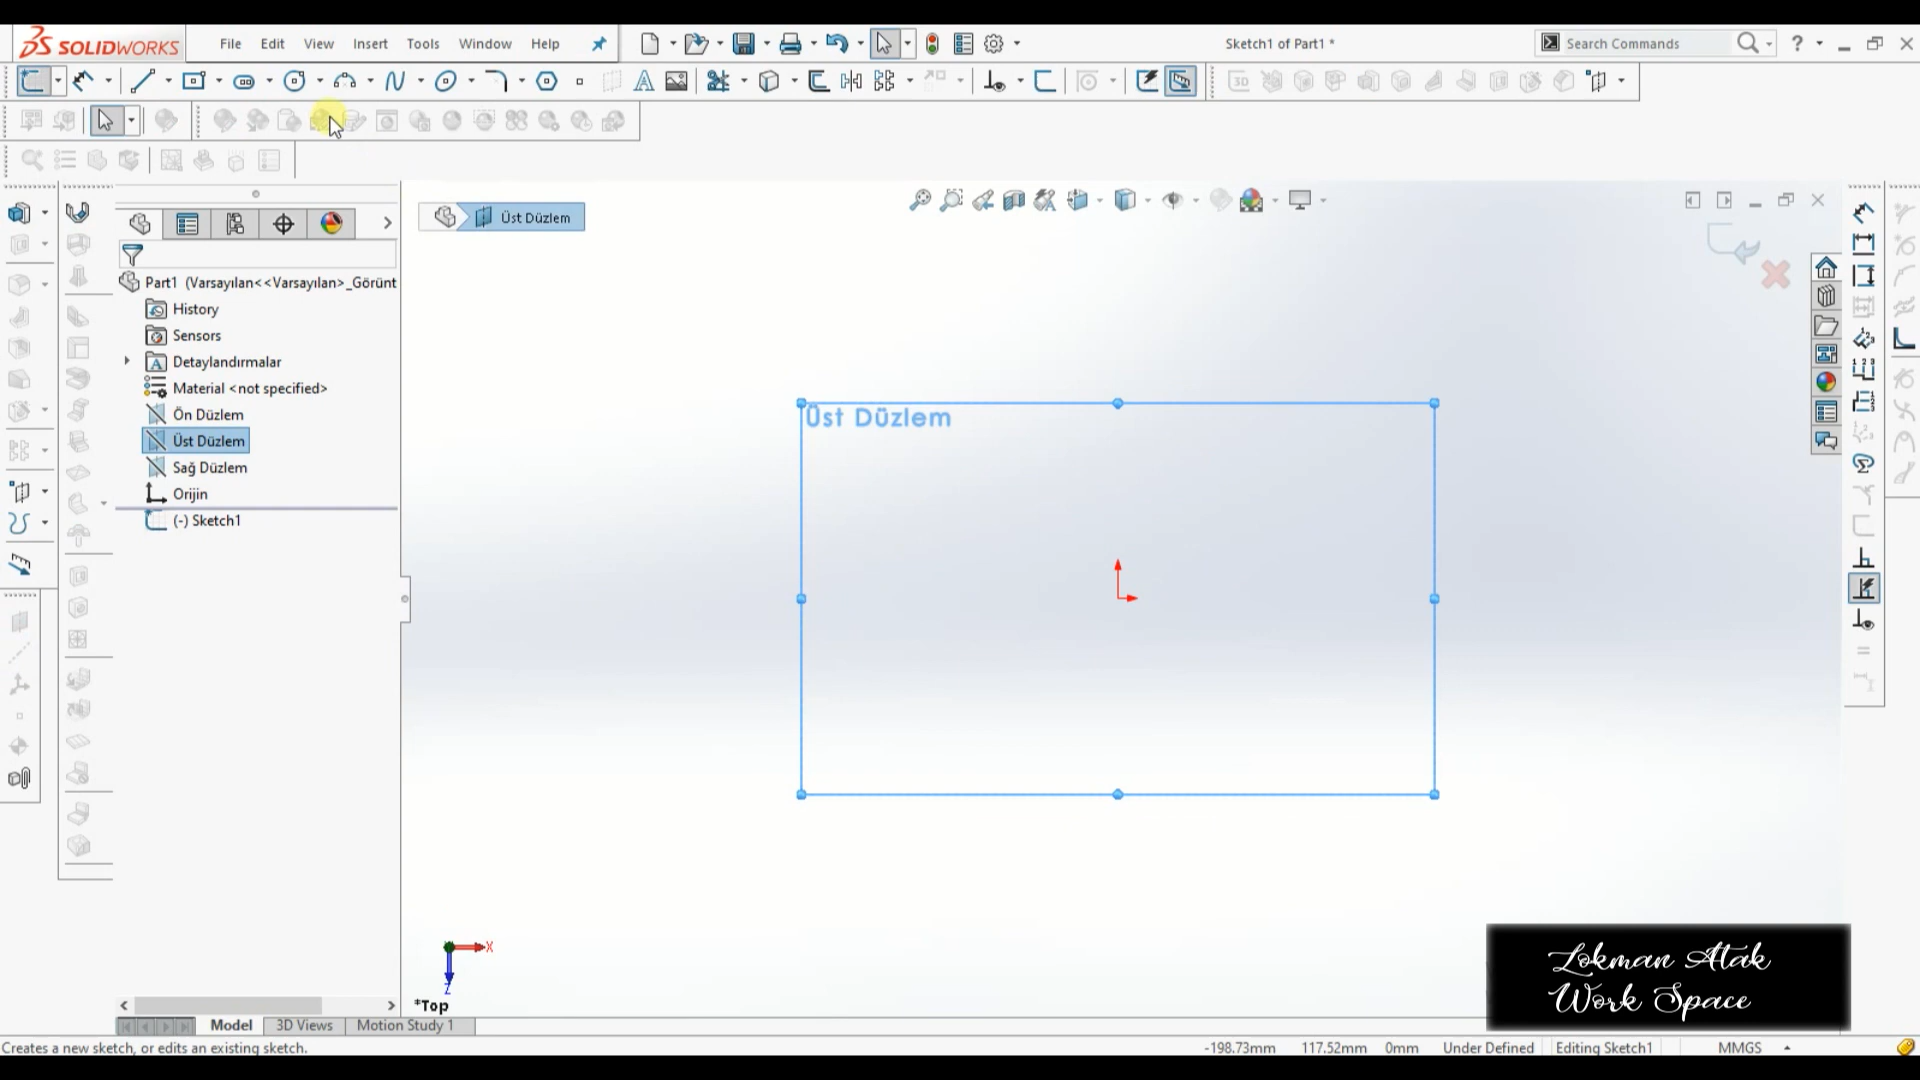 SOLIDWORKS
File Edit View Insert Tools Window Help
Sketch1 of Part1 *
Search Commands
?
3D
Üst Düzlem
Part1 (Varsayılan<<Varsayılan>_Görünt
History
Sensors
Detaylandırmalar
Material <not specified>
Ön Düzlem
Üst Düzlem
Sağ Düzlem
Orijin
(-) Sketch1
Üst Düzlem
X
Z
*Top
Lokman Atak
Work Space
Model 3D Views Motion Study 1
Creates a new sketch, or edits an existing sketch.
-198.73mm 117.52mm 0mm Under Defined Editing Sketch1 MMGS